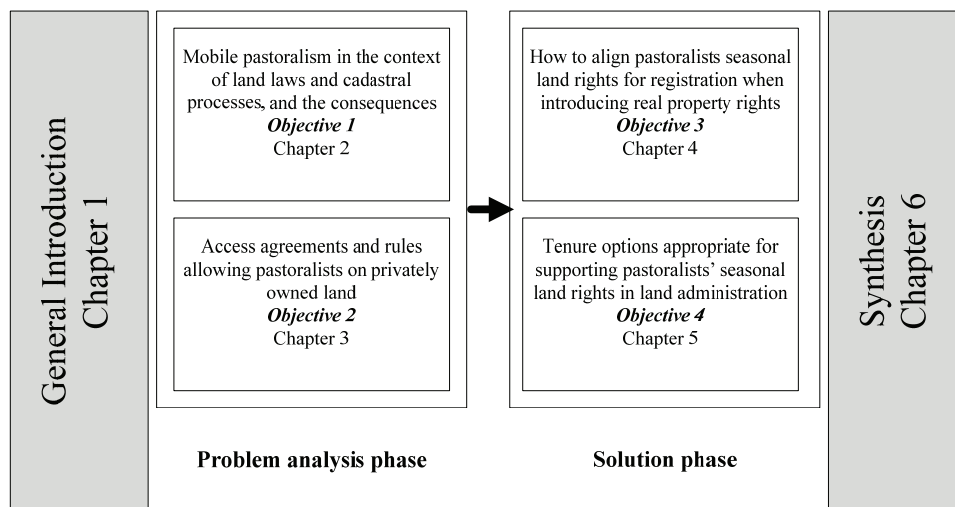 General Introduction
Chapter 1
Mobile pastoralism in the context
of land laws and cadastral
processes, and the consequences
Objective 1
Chapter 2
Access agreements and rules
allowing pastoralists on privately
owned land
Objective 2
Chapter 3
Problem analysis phase
How to align pastoralists seasonal
land rights for registration when
introducing real property rights
Objective 3
Chapter 4
Tenure options appropriate for
supporting pastoralists’ seasonal
land rights in land administration
Objective 4
Chapter 5
Solution phase
Synthesis
Chapter 6